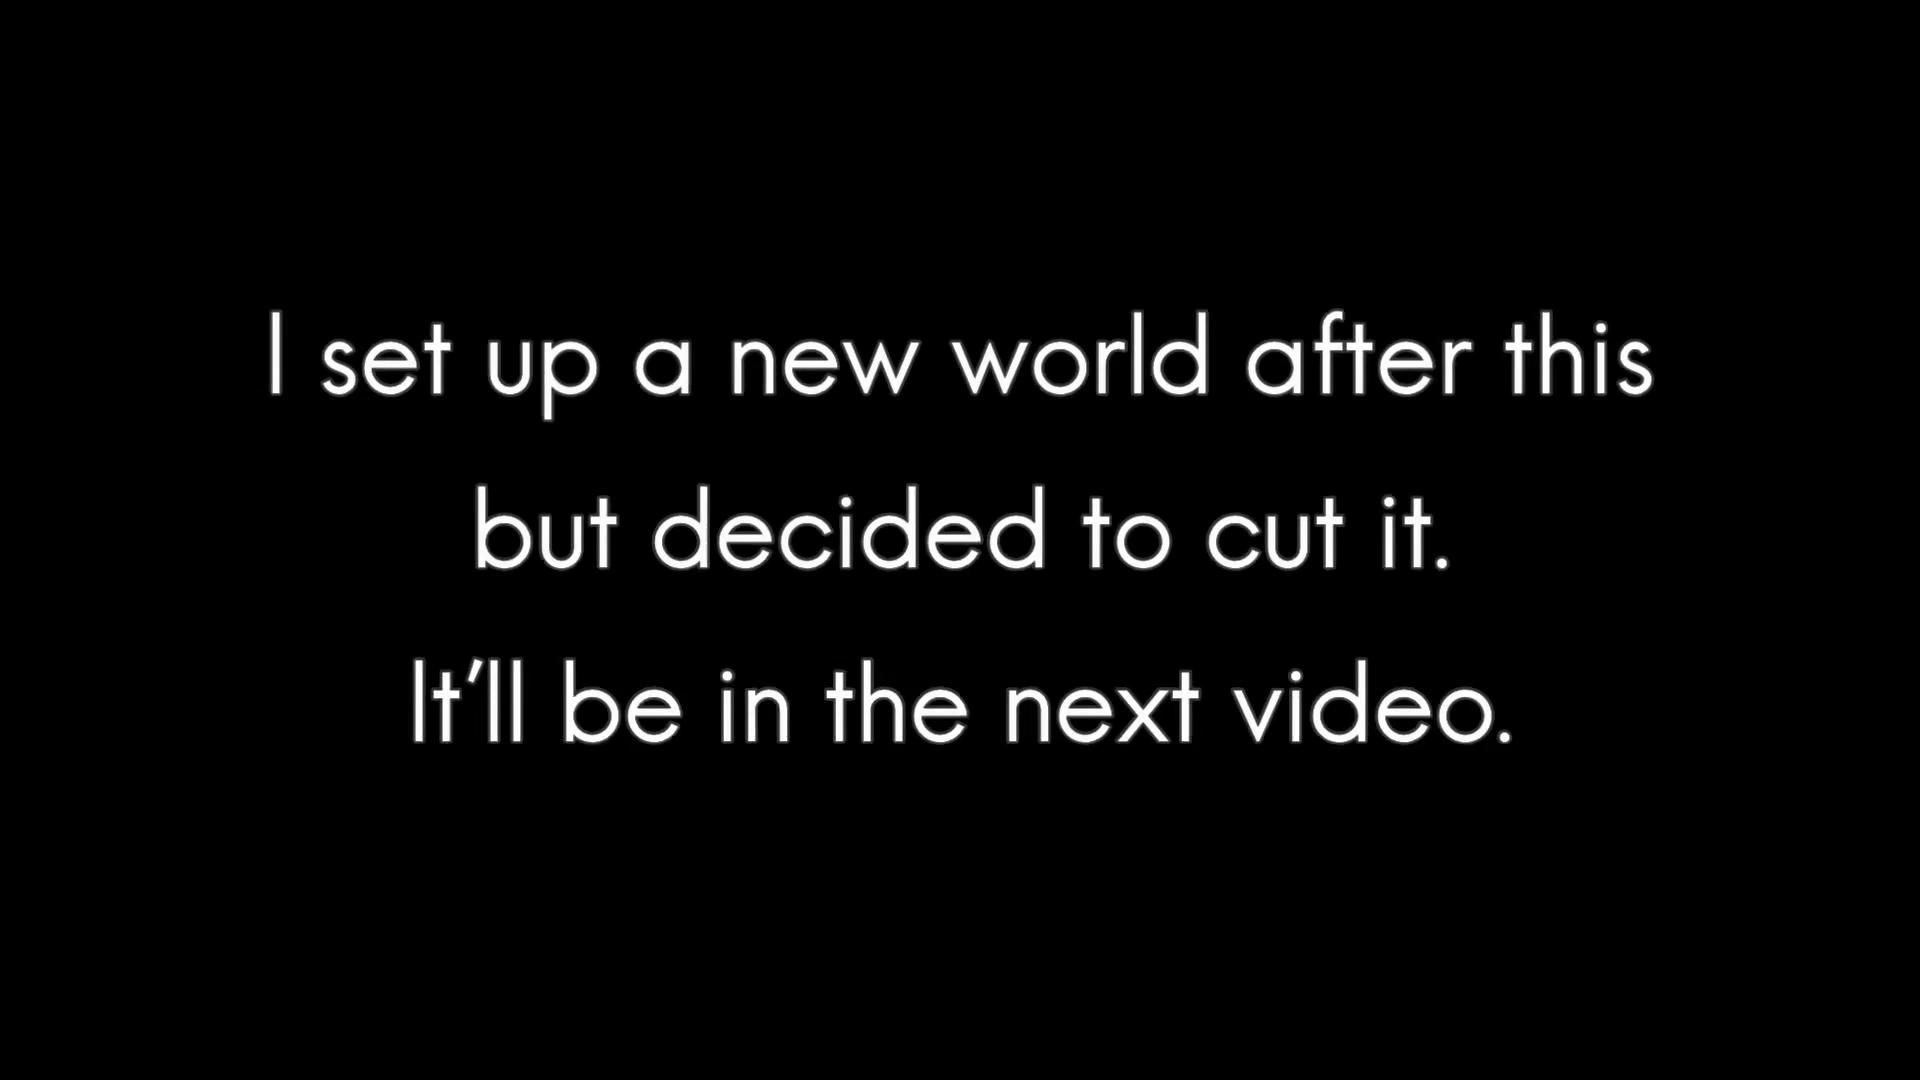 I set up a new world after this
but decided to cut it.
It’ll be in the next video.